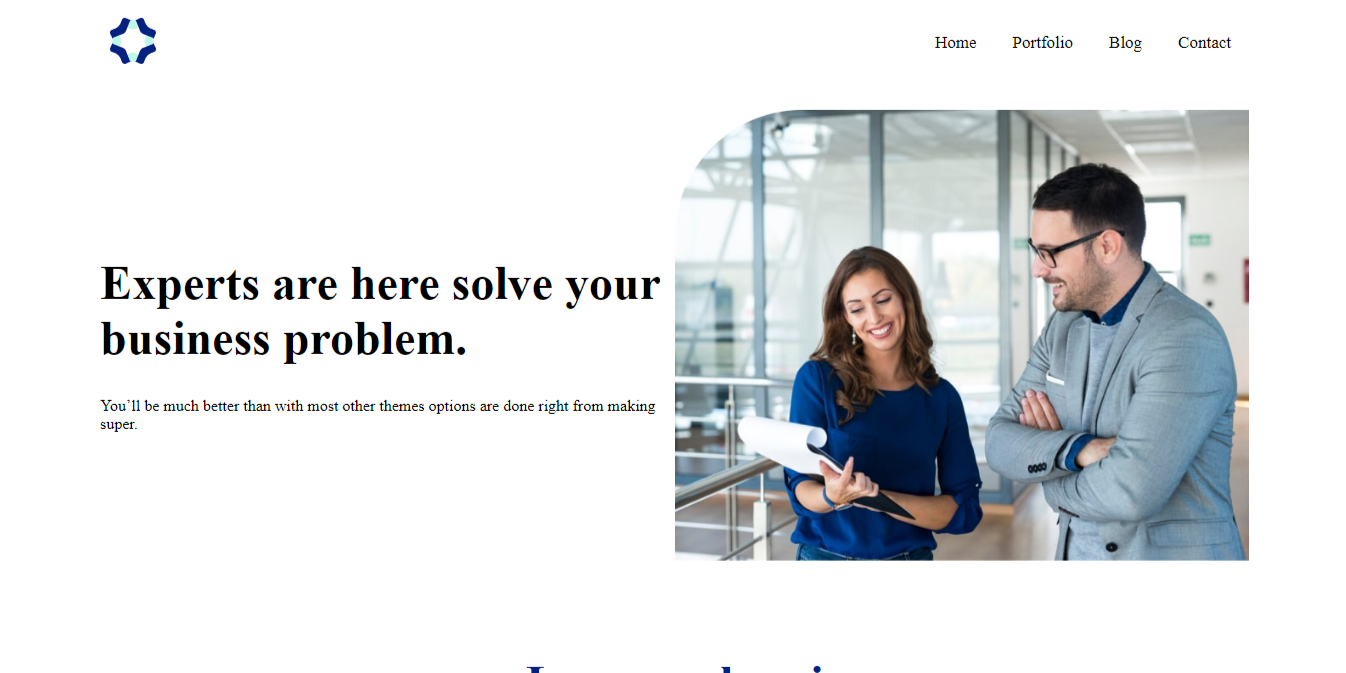 Home Portfolio Blog Contact
Experts are here solve your
business problem.
You’ll be much better than with most other themes options are done right from making
super.